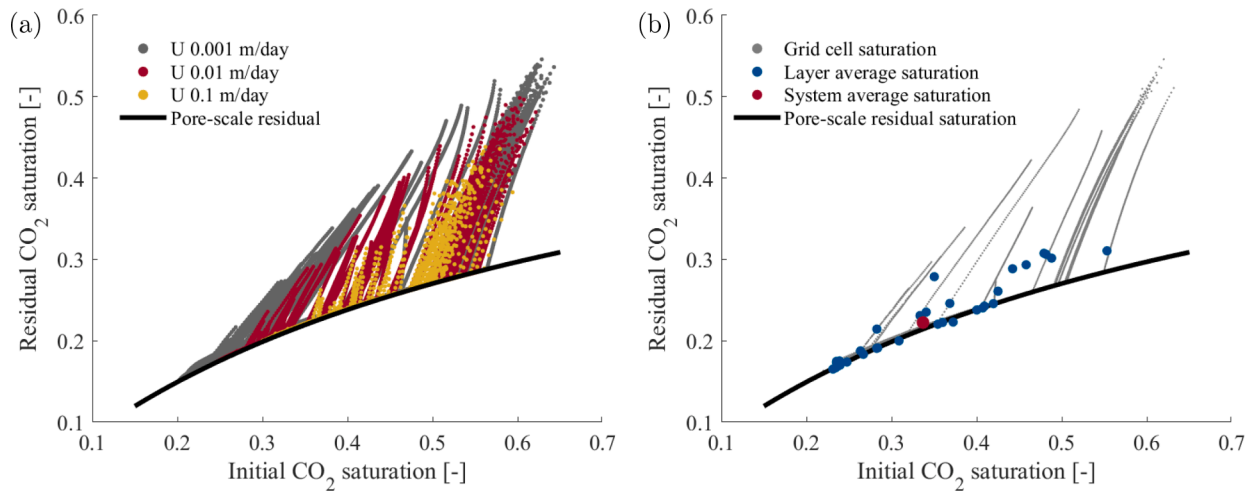 (a)
0.6
0.5
0.4
0.3
0.2
0.1
Residual CO2 saturation [-]
U 0.001 m/day
U 0.01 m/day
U 0.1 m/day
Pore-scale residual
0.1 0.2 0.3 0.4 0.5 0.6 0.7
Initial CO2 saturation [-]
(b)
0.6
0.5
0.4
0.3
0.2
0.1
Residual CO2 saturation [-]
Grid cell saturation
Layer average saturation
System average saturation
Pore-scale residual saturation
0.1 0.2 0.3 0.4 0.5 0.6 0.7
Initial CO2 saturation [-]